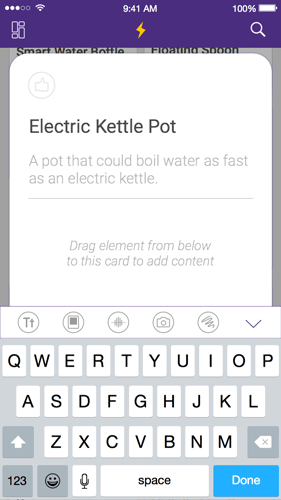 9:41 AM 100%
Smart Water Bottle Floating Spoon
Electric Kettle Pot
A pot that could boil water as fast
as an electric kettle.
Drag element from below
to this card to add content
Tt
Q W E R T Y U I O P
A S D F G H J K L
Z X C V B N M
123 space Done